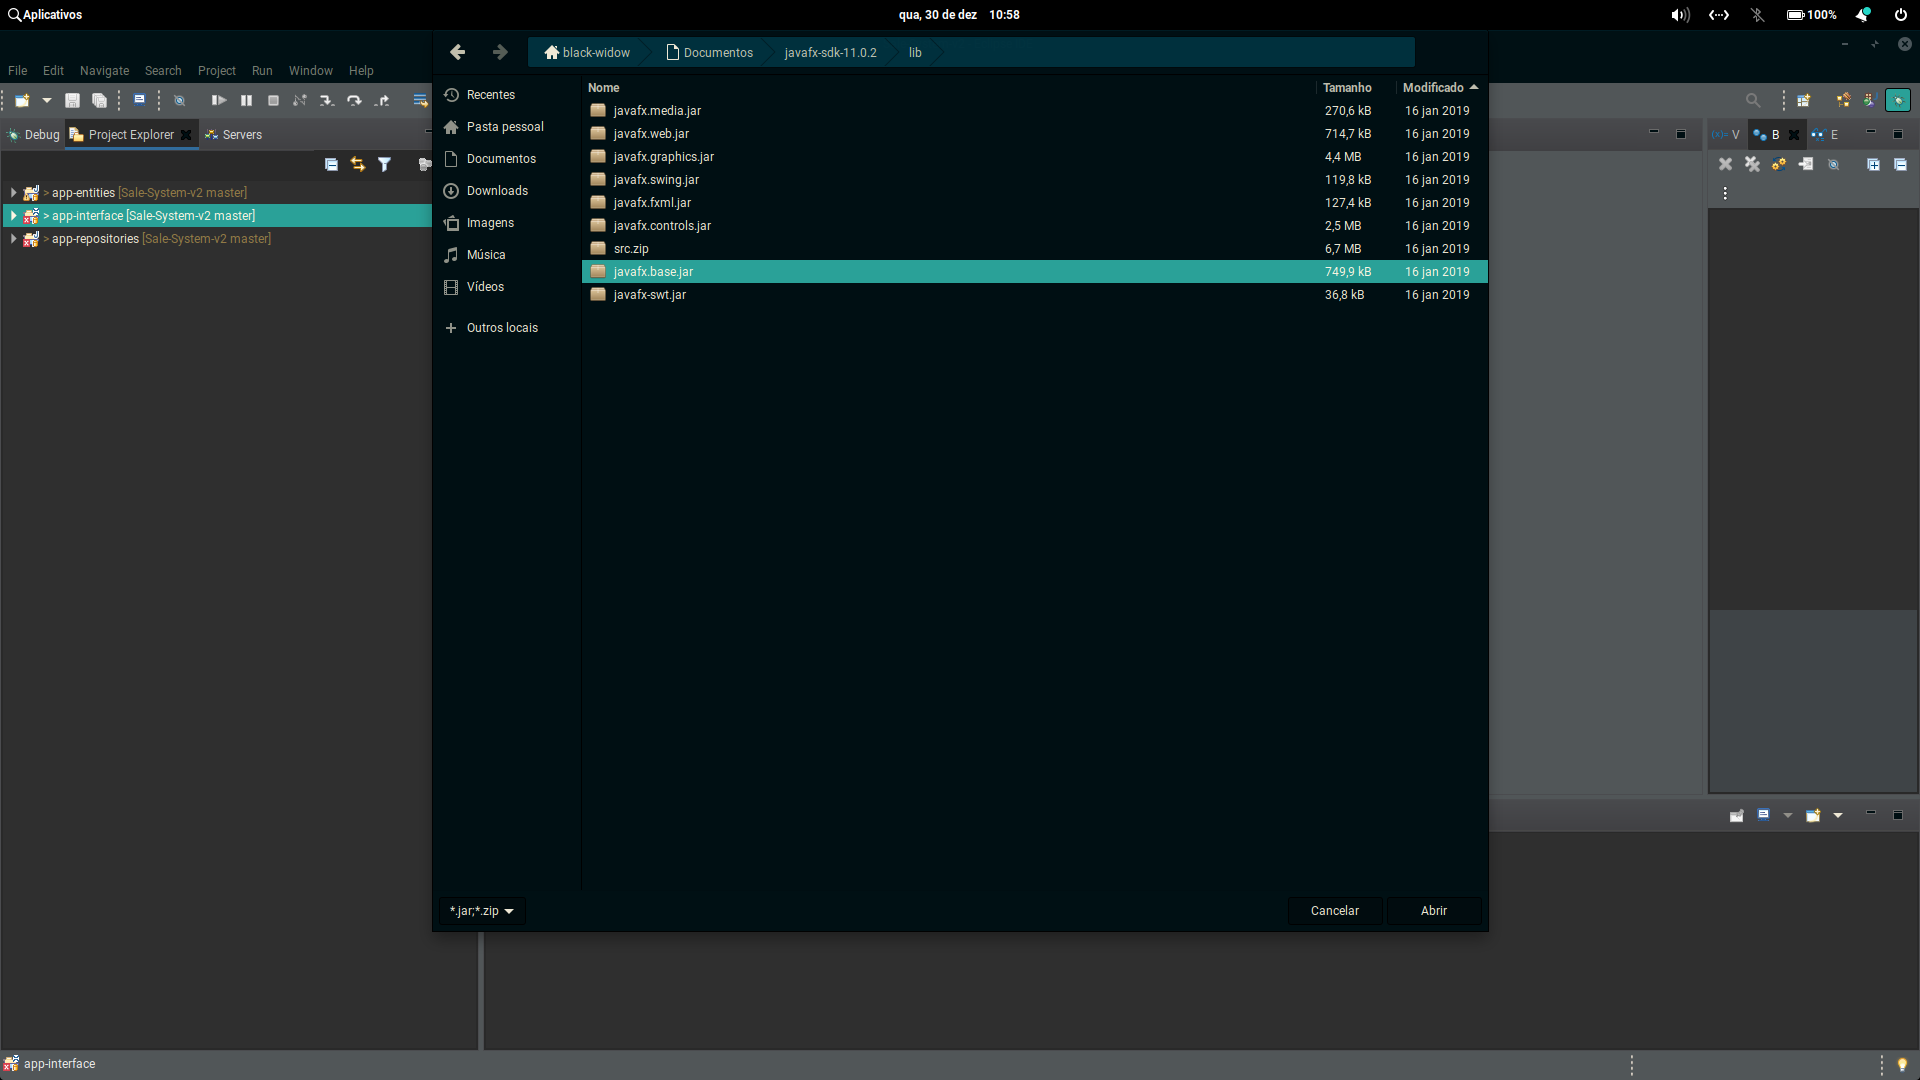 Aplicativos
qua, 30 de dez 10:58
100%
black-widow
Documentos
javafx-sdk-11.0.2
lib
File Edit Navigate Search Project Run Window Help
Debug
Project Explorer
Servers
> app-entities [Sale-System-v2 master]
> app-interface [Sale-System-v2 master]
> app-repositories [Sale-System-v2 master]
Recentes
Pasta pessoal
Documentos
Downloads
Imagens
Música
Vídeos
Outros locais
Nome Tamanho Modificado
javafx.media.jar 270,6 kB 16 jan 2019
javafx.web.jar 714,7 kB 16 jan 2019
javafx.graphics.jar 4,4 MB 16 jan 2019
javafx.swing.jar 119,8 kB 16 jan 2019
javafx.fxml.jar 127,4 kB 16 jan 2019
javafx.controls.jar 2,5 MB 16 jan 2019
src.zip 6,7 MB 16 jan 2019
javafx.base.jar 749,9 kB 16 jan 2019
javafx-swt.jar 36,8 kB 16 jan 2019
(x)= V
B
E
*.jar;*.zip
Cancelar
Abrir
app-interface